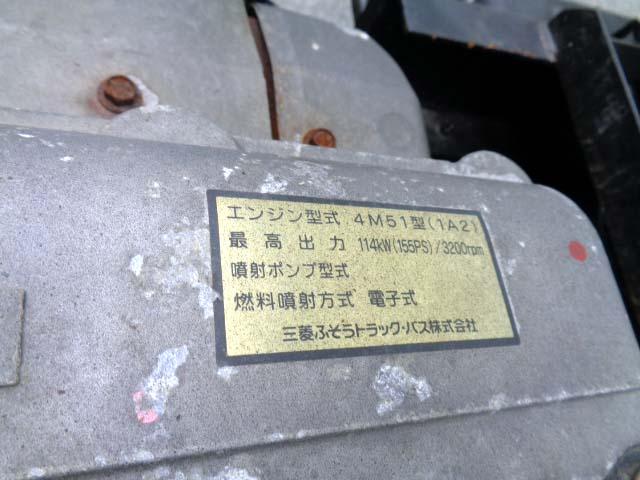 エンジン型式 4M51型(1A2)
最高出力 114kW(155PS)/3200rpm
噴射ポンプ型式
燃料噴射方式 電子式
三菱ふそうトラック・バス株式会社